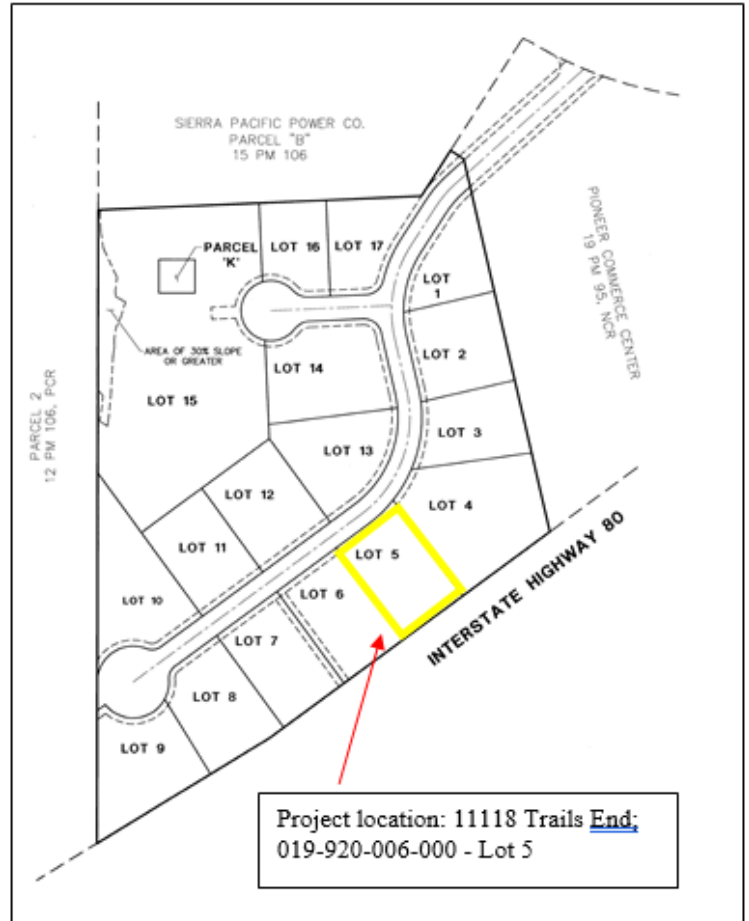 SIERRA PACIFIC POWER CO.
PARCEL "B"
15 PM 106
PIONEER COMMERCE CENTER
19 PM 95, NCR
PARCEL
'K'
LOT 16
LOT 17
LOT
1
AREA OF 30% SLOPE
OR GREATER
LOT 2
LOT 14
PARCEL 2
12 PM 106, PCR
LOT 15
LOT 3
LOT 13
LOT 12
LOT 4
LOT 11
LOT 5
INTERSTATE HIGHWAY 80
LOT 10
LOT 6
LOT 7
LOT 8
LOT 9
Project location: 11118 Trails End;
019-920-006-000 - Lot 5